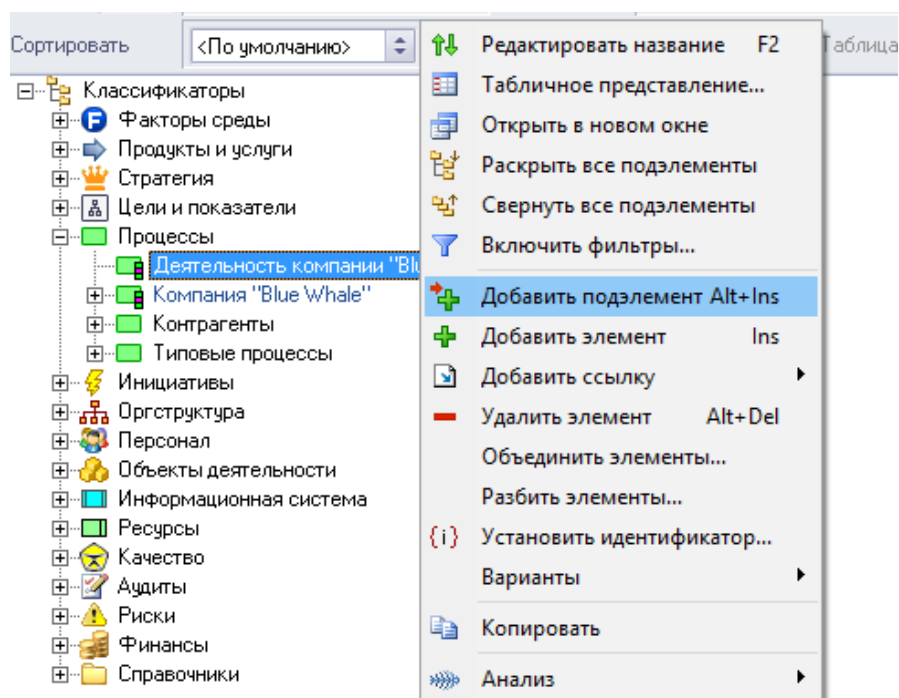 Сортировать
<По умолчанию>
Таблица
Классификаторы
Факторы среды
Продукты и услуги
Стратегия
Цели и показатели
Процессы
Деятельность компании "Blu
Компания "Blue Whale"
Контрагенты
Типовые процессы
Инициативы
Оргструктура
Персонал
Объекты деятельности
Информационная система
Ресурсы
Качество
Аудиты
Риски
Финансы
Справочники
Редактировать название F2
Табличное представление...
Открыть в новом окне
Раскрыть все подэлементы
Свернуть все подэлементы
Включить фильтры...
Добавить подэлемент Alt+Ins
Добавить элемент Ins
Добавить ссылку
Удалить элемент Alt+Del
Объединить элементы...
Разбить элементы...
{i} Установить идентификатор...
Варианты
Копировать
Анализ